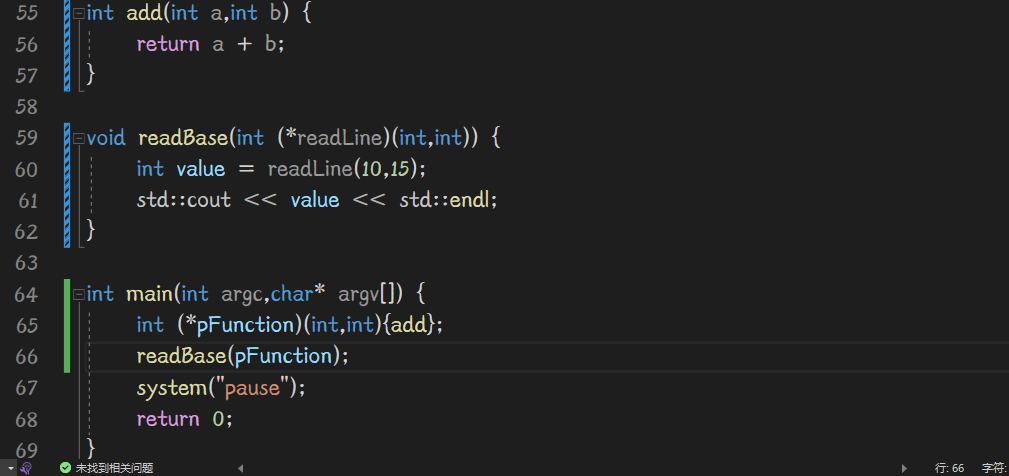 55 int add(int a,int b) {
56 return a + b;
57 }
58
59 void readBase(int (*readLine)(int,int)) {
60 int value = readLine(10,15);
61 std::cout << value << std::endl;
62 }
63
64 int main(int argc,char* argv[]) {
65 int (*pFunction)(int,int){add};
66 readBase(pFunction);
67 system("pause");
68 return 0;
69 }
未找到相关问题 行: 66 字符: